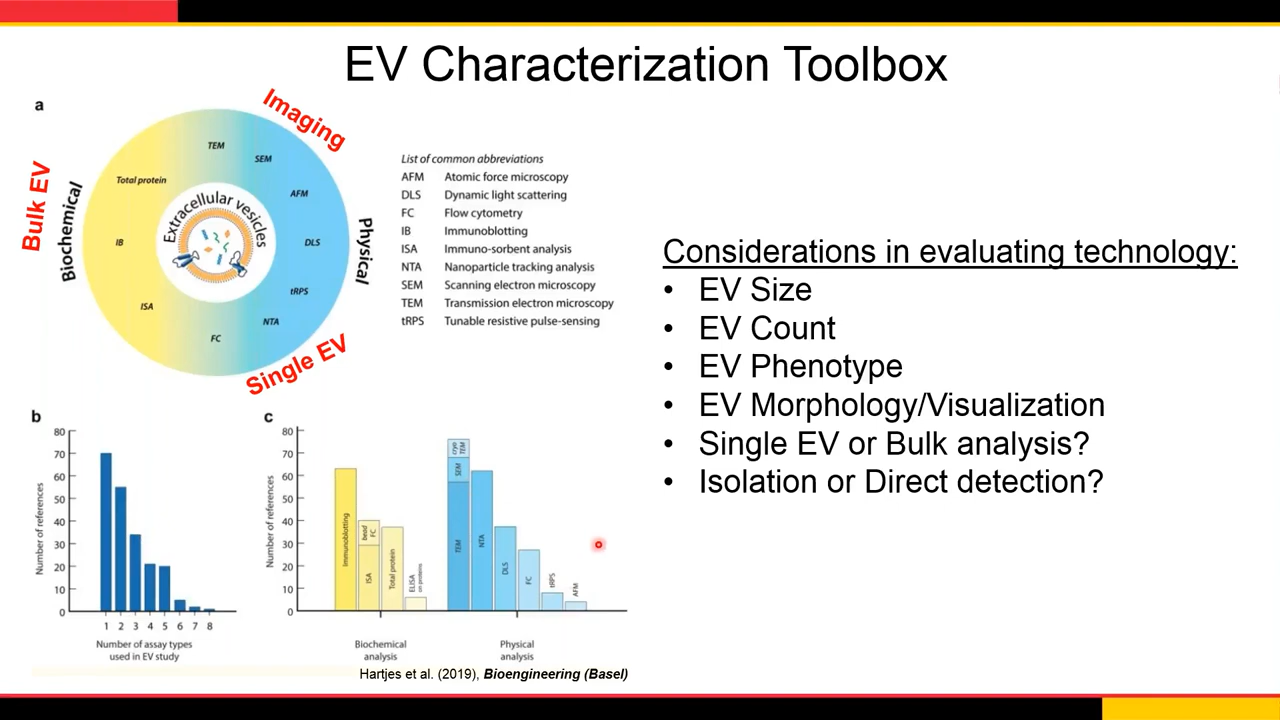 EV Characterization Toolbox
a
Imaging
Bulk EV
Biochemical
Physical
Single EV
TEM
SEM
Total protein
AFM
Extracellular vesicles
IB
DLS
ISA
tRPS
NTA
FC
List of common abbreviations
AFM Atomic force microscopy
DLS Dynamic light scattering
FC Flow cytometry
IB Immunoblotting
ISA Immuno-sorbent analysis
NTA Nanoparticle tracking analysis
SEM Scanning electron microscopy
TEM Transmission electron microscopy
tRPS Tunable resistive pulse-sensing
Considerations in evaluating technology:
• EV Size
• EV Count
• EV Phenotype
• EV Morphology/Visualization
• Single EV or Bulk analysis?
• Isolation or Direct detection?
b
Number of references
80
70
60
50
40
30
20
10
0
1 2 3 4 5 6 7 8
Number of assay types
used in EV study
c
Number of references
80
70
60
50
40
30
20
10
0
Immunoblotting
bead
FC
ISA
Total protein
ELISA
on proteins
cryo
TEM
SEM
TEM
NTA
DLS
FC
tRPS
AFM
Biochemical
analysis
Physical
analysis
Hartjes et al. (2019), Bioengineering (Basel)